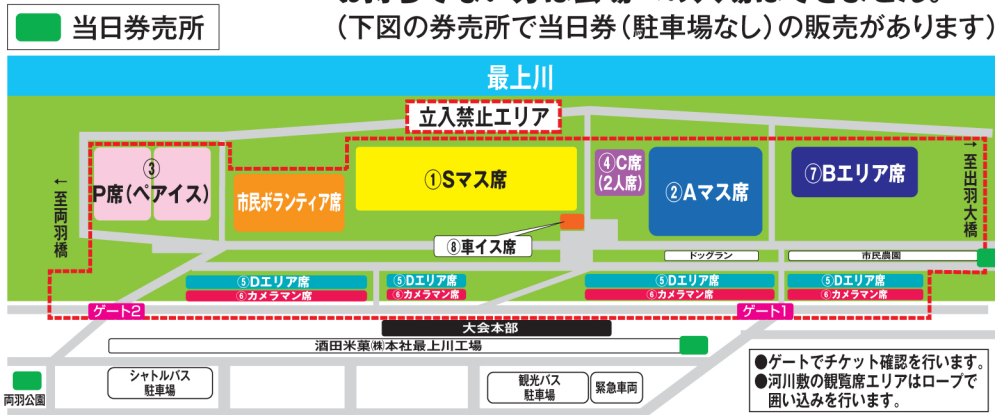 当日券売所
(下図の券売所で当日券(駐車場なし)の販売があります)
最上川
立入禁止エリア
③
P席(ペアイス)
市民ボランティア席
①Sマス席
④C席
(2人席)
②Aマス席
⑦Bエリア席
←至両羽橋
→至出羽大橋
⑧車イス席
ドッグラン
市民農園
⑤Dエリア席
⑥カメラマン席
⑤Dエリア席
⑥カメラマン席
⑤Dエリア席
⑥カメラマン席
⑤Dエリア席
⑥カメラマン席
ゲート2
ゲート1
大会本部
酒田米菓㈱本社最上川工場
シャトルバス
駐車場
観光バス
駐車場
緊急車両
両羽公園
●ゲートでチケット確認を行います。
●河川敷の観覧席エリアはロープで
囲い込みを行います。